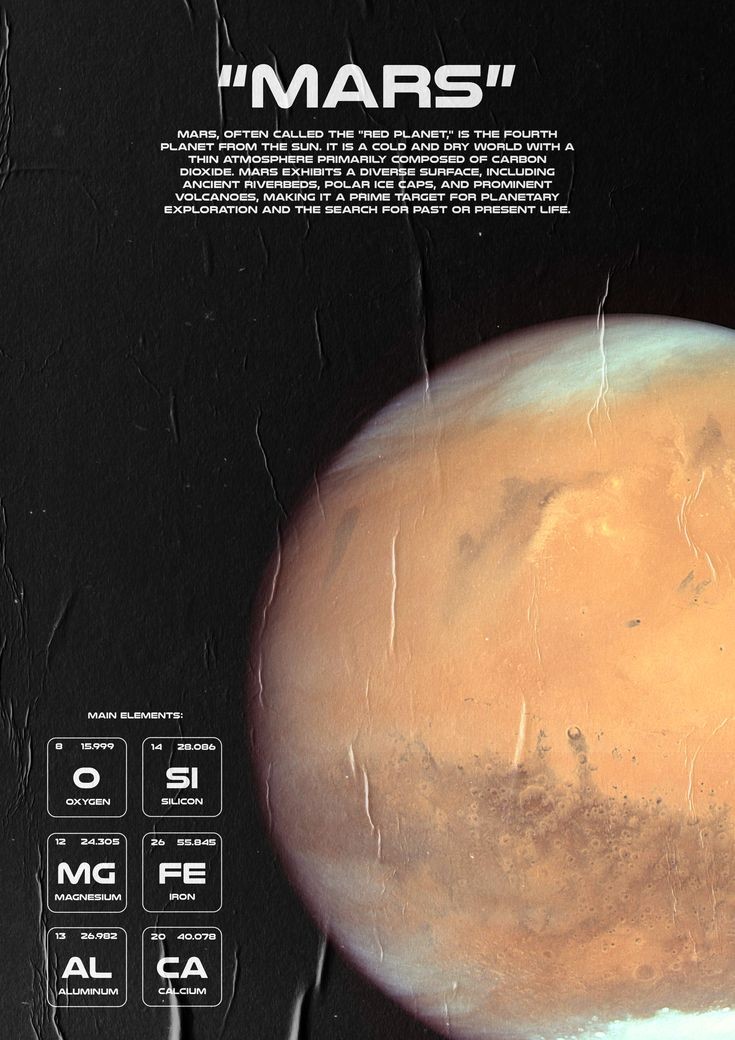 "MARS"
MARS, OFTEN CALLED THE "RED PLANET," IS THE FOURTH
PLANET FROM THE SUN. IT IS A COLD AND DRY WORLD WITH A
THIN ATMOSPHERE PRIMARILY COMPOSED OF CARBON
DIOXIDE. MARS EXHIBITS A DIVERSE SURFACE, INCLUDING
ANCIENT RIVERBEDS, POLAR ICE CAPS, AND PROMINENT
VOLCANOES, MAKING IT A PRIME TARGET FOR PLANETARY
EXPLORATION AND THE SEARCH FOR PAST OR PRESENT LIFE.
MAIN ELEMENTS:
8 15.999
O
OXYGEN
14 28.086
SI
SILICON
12 24.305
MG
MAGNESIUM
26 55.845
FE
IRON
13 26.982
AL
ALUMINUM
20 40.078
CA
CALCIUM